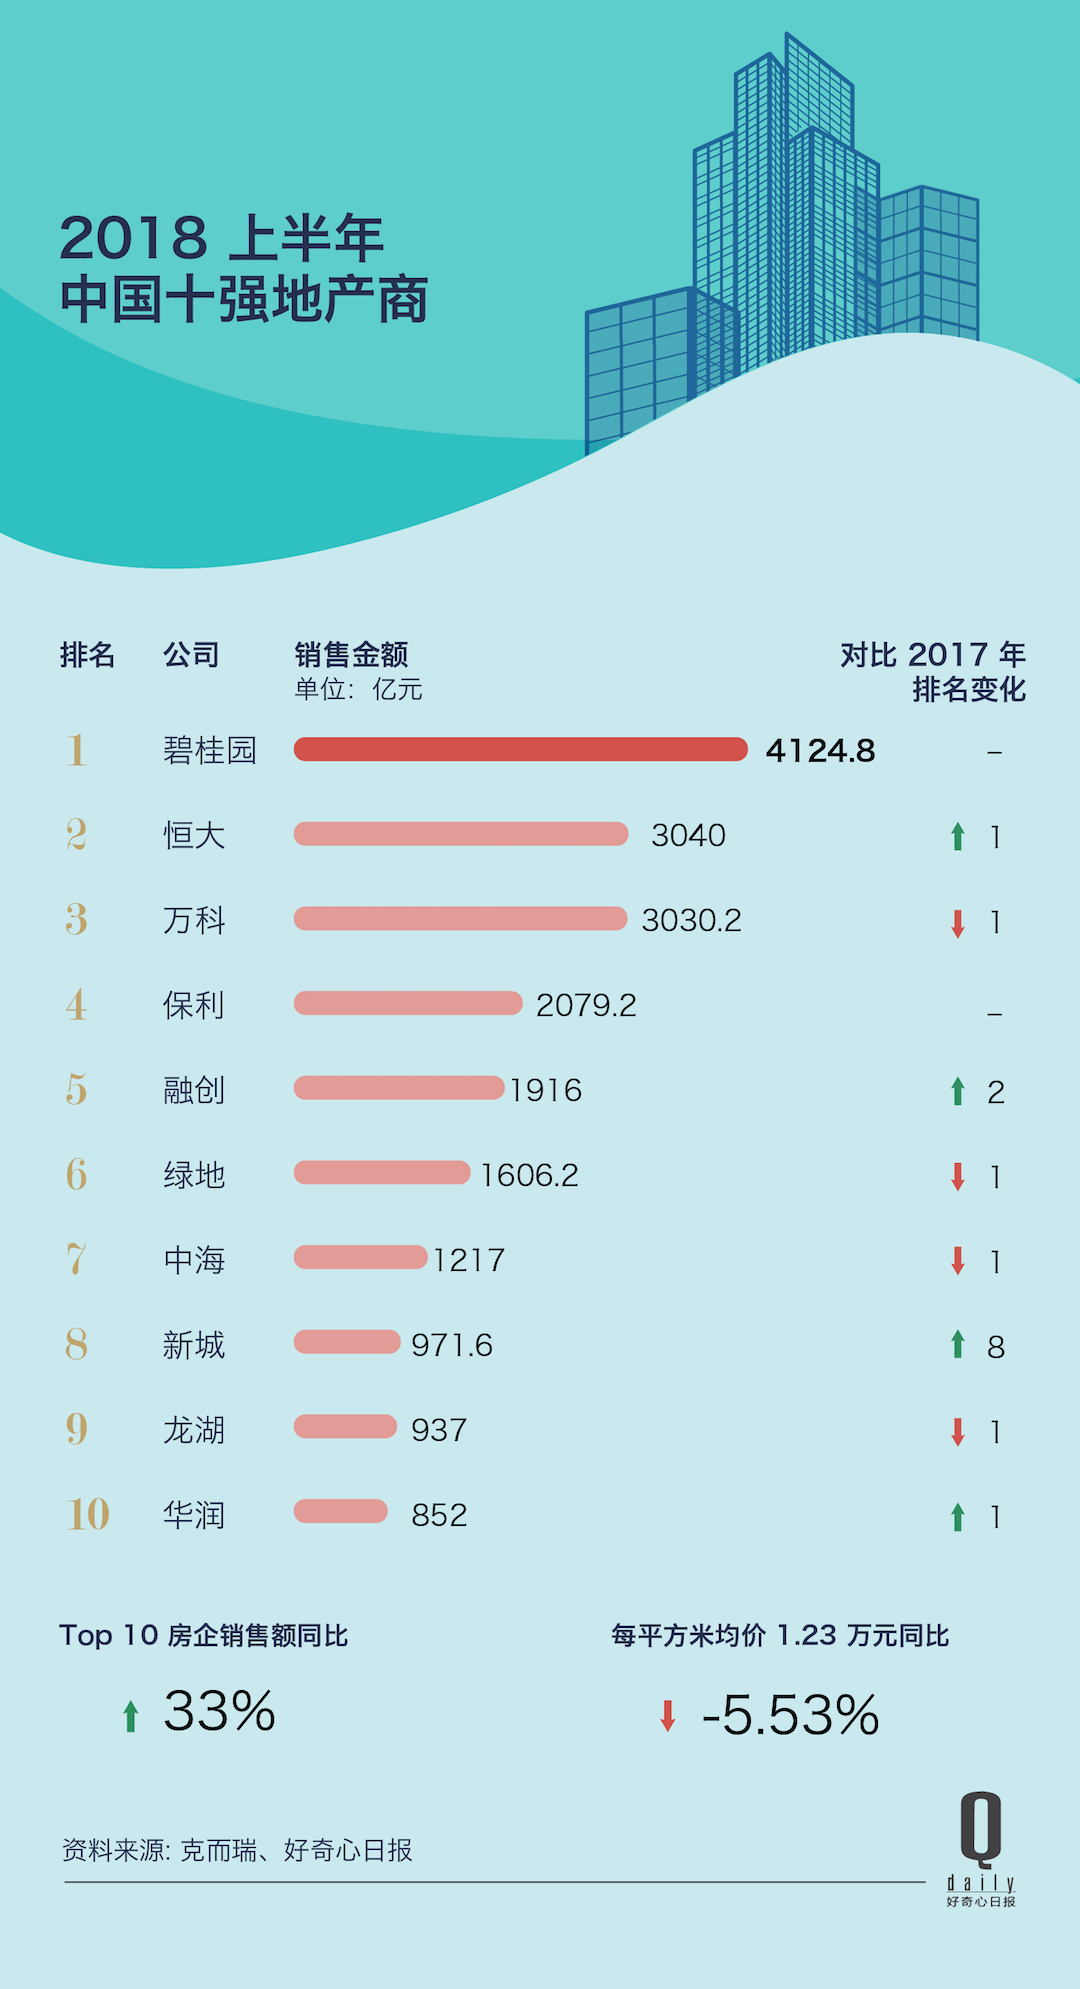 2018 上半年
中国十强地产商
排名 公司 销售金额 对比 2017 年
单位：亿元 排名变化
1 碧桂园 4124.8 –
2 恒大 3040 1
3 万科 3030.2 1
4 保利 2079.2 –
5 融创 1916 2
6 绿地 1606.2 1
7 中海 1217 1
8 新城 971.6 8
9 龙湖 937 1
10 华润 852 1
Top 10 房企销售额同比 每平方米均价 1.23 万元同比
33% -5.53%
资料来源: 克而瑞、好奇心日报
Q
daily
好奇心日报